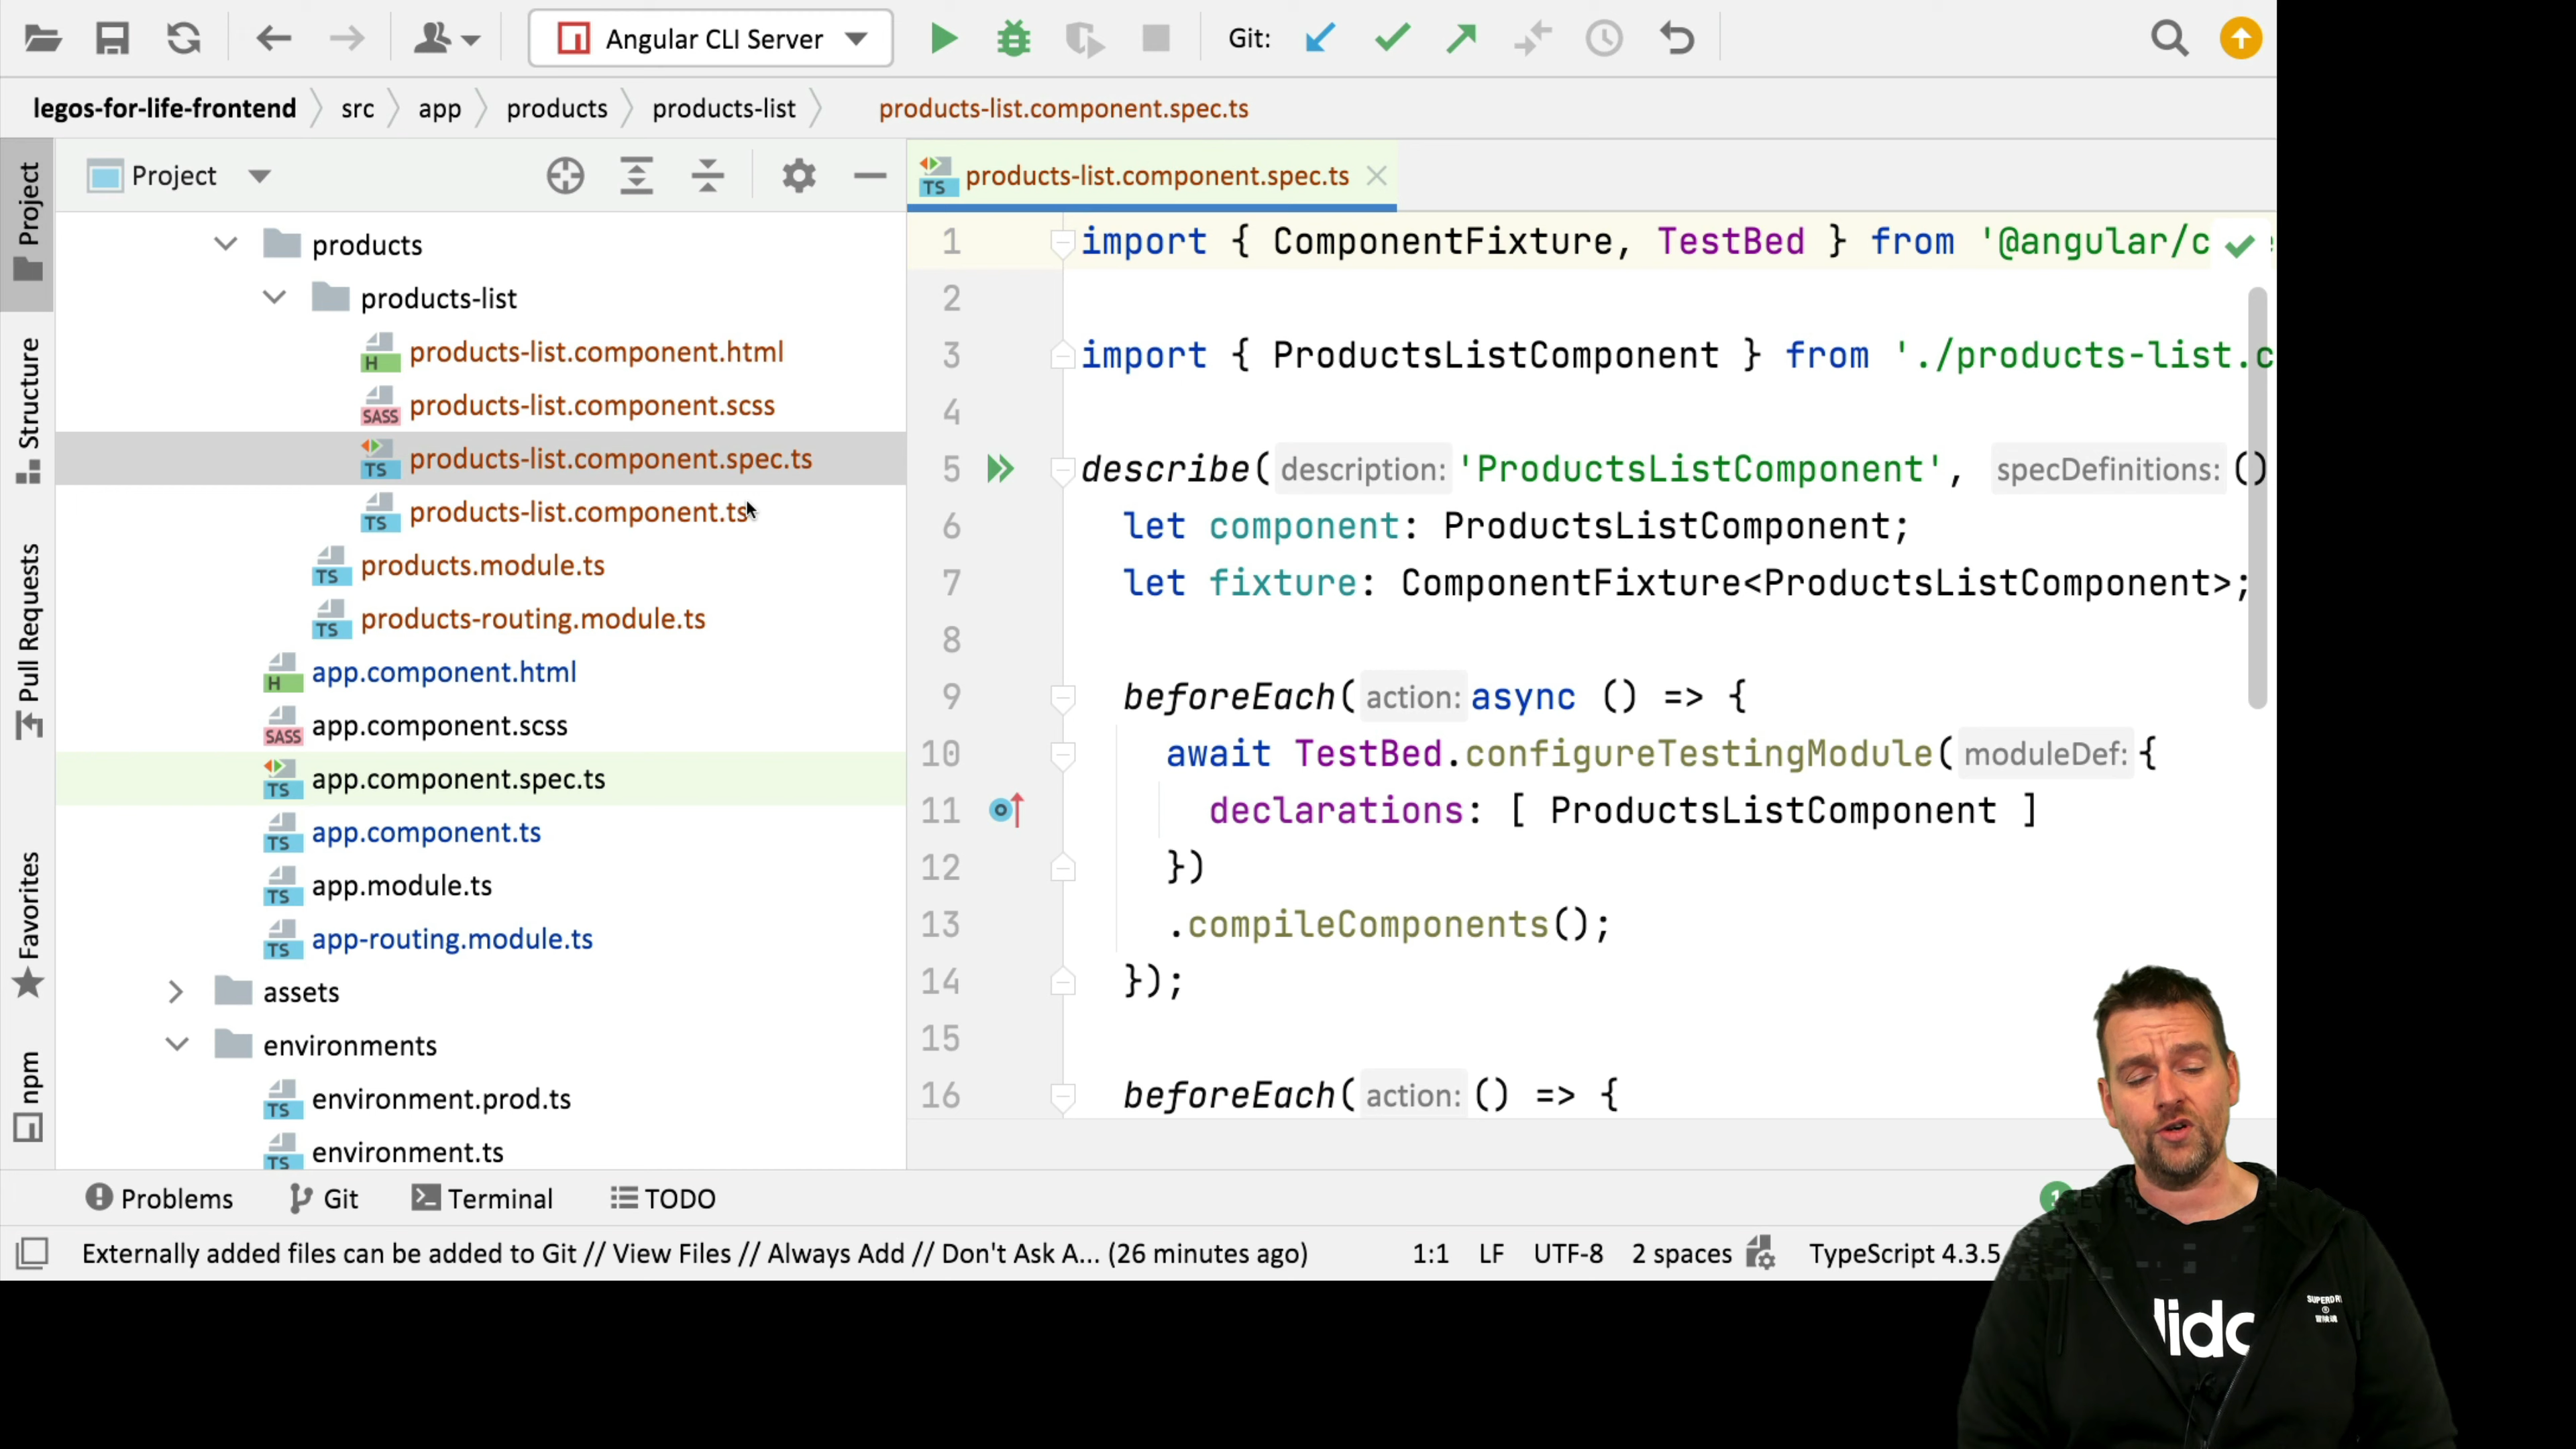 Angular CLI Server
Git:
legos-for-life-frontend src app products products-list products-list.component.spec.ts
Project
Structure
Pull Requests
Favorites
npm
Project
products
products-list
products-list.component.html
products-list.component.scss
products-list.component.spec.ts
products-list.component.ts
products.module.ts
products-routing.module.ts
app.component.html
app.component.scss
app.component.spec.ts
app.component.ts
app.module.ts
app-routing.module.ts
assets
environments
environment.prod.ts
environment.ts
products-list.component.spec.ts
1 import { ComponentFixture, TestBed } from '@angular/c
2
3 import { ProductsListComponent } from './products-list.c
4
5 describe( description: 'ProductsListComponent', specDefinitions: ()
6 let component: ProductsListComponent;
7 let fixture: ComponentFixture<ProductsListComponent>;
8
9 beforeEach( action: async () => {
10 await TestBed.configureTestingModule( moduleDef: {
11 declarations: [ ProductsListComponent ]
12 })
13 .compileComponents();
14 });
15
16 beforeEach( action: () => {
Problems Git Terminal TODO
Externally added files can be added to Git // View Files // Always Add // Don't Ask A... (26 minutes ago) 1:1 LF UTF-8 2 spaces TypeScript 4.3.5